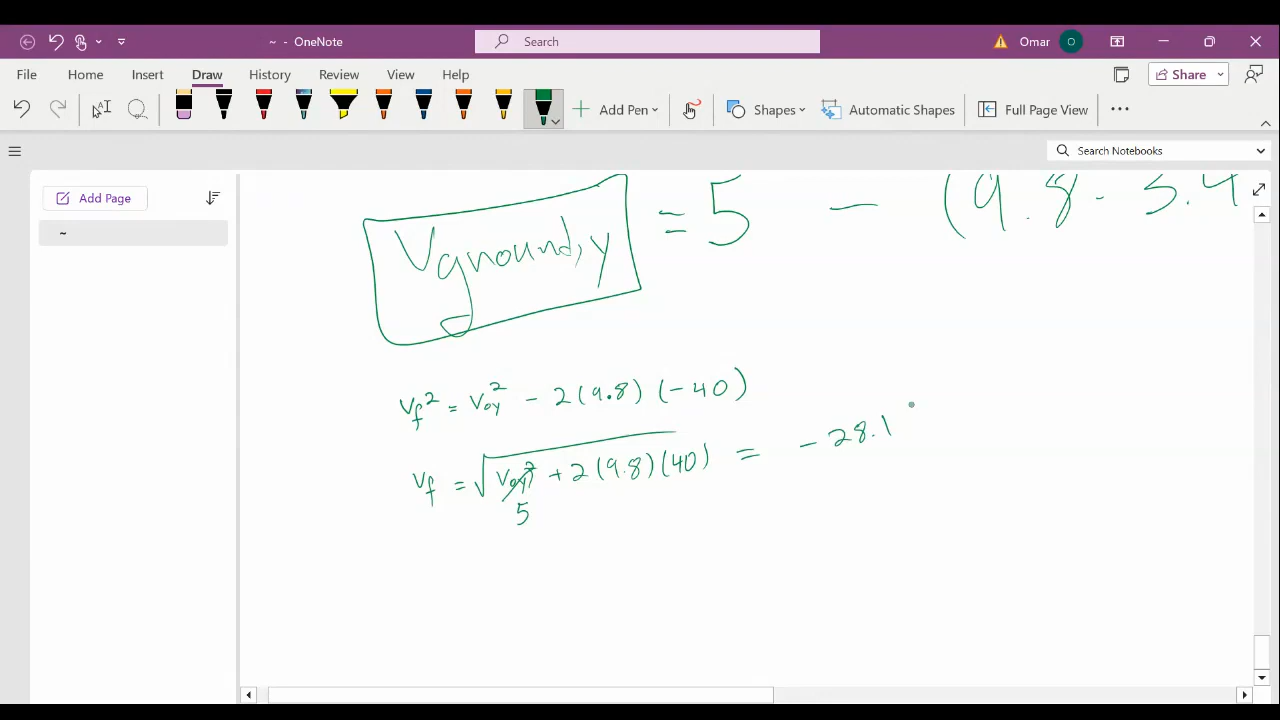 ~ - OneNote
Search
Omar
O
File Home Insert Draw History Review View Help
Share
Add Pen
Shapes
Automatic Shapes
Full Page View
Search Notebooks
Add Page
~
Vground,y = 5 - (9.8 · 3.4
Vf² = Voy² - 2(9.8)(-40)
Vf = √Voy² + 2(9.8)(40) = -28.1
5